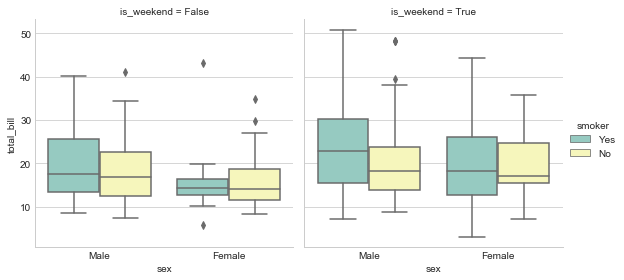 is_weekend = False
is_weekend = True
total_bill
50
40
30
20
10
Male
Female
sex
Male
Female
sex
smoker
Yes
No